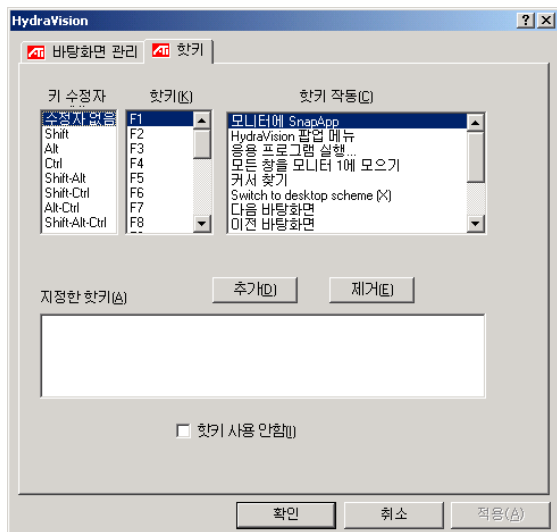 HydraVision
ATI 바탕화면 관리 ATI 핫키
키 수정자 핫키(K) 핫키 작동(C)
수정자 없음 F1 모니터에 SnapApp
Shift F2 HydraVision 팝업 메뉴
Alt F3 응용 프로그램 실행...
Ctrl F4 모든 창을 모니터 1에 모으기
Shift-Alt F5 커서 찾기
Shift-Ctrl F6 Switch to desktop scheme (X)
Alt-Ctrl F7 다음 바탕화면
Shift-Alt-Ctrl F8 이전 바탕화면
추가(D) 제거(E)
지정한 핫키(A)
핫키 사용 안함(I)
확인 취소 적용(A)